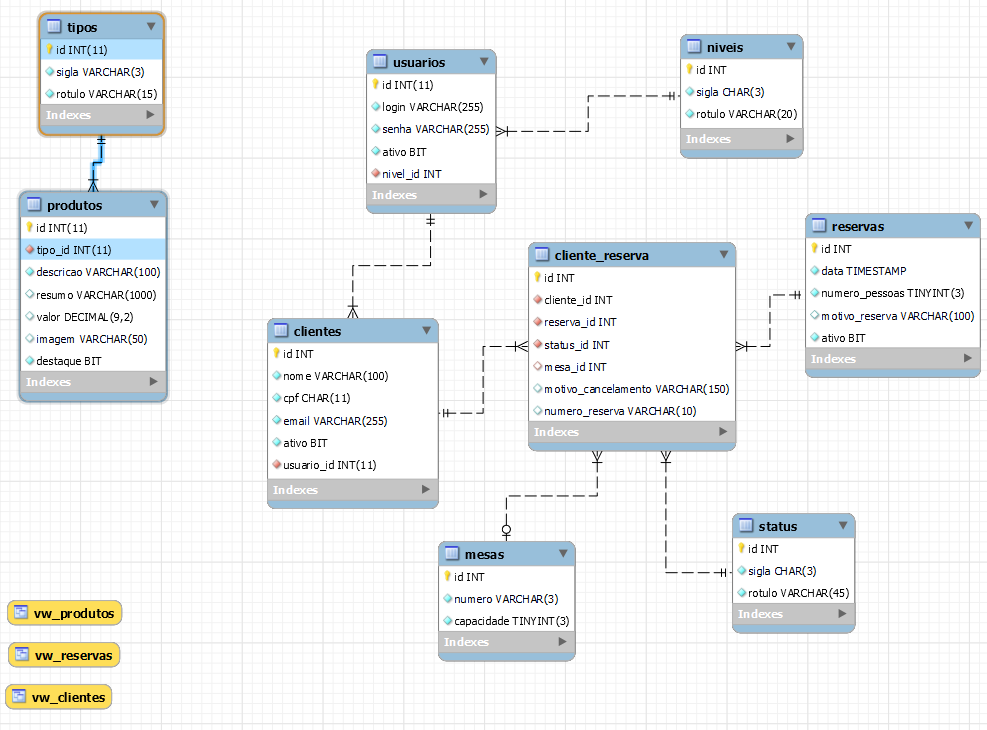 tipos
id INT(11)
sigla VARCHAR(3)
rotulo VARCHAR(15)
Indexes
produtos
id INT(11)
tipo_id INT(11)
descricao VARCHAR(100)
resumo VARCHAR(1000)
valor DECIMAL(9,2)
imagem VARCHAR(50)
destaque BIT
Indexes
usuarios
id INT(11)
login VARCHAR(255)
senha VARCHAR(255)
ativo BIT
nivel_id INT
Indexes
niveis
id INT
sigla CHAR(3)
rotulo VARCHAR(20)
Indexes
clientes
id INT
nome VARCHAR(100)
cpf CHAR(11)
email VARCHAR(255)
ativo BIT
usuario_id INT(11)
Indexes
cliente_reserva
id INT
cliente_id INT
reserva_id INT
status_id INT
mesa_id INT
motivo_cancelamento VARCHAR(150)
numero_reserva VARCHAR(10)
Indexes
reservas
id INT
data TIMESTAMP
numero_pessoas TINYINT(3)
motivo_reserva VARCHAR(100)
ativo BIT
Indexes
mesas
id INT
numero VARCHAR(3)
capacidade TINYINT(3)
Indexes
status
id INT
sigla CHAR(3)
rotulo VARCHAR(45)
Indexes
vw_produtos
vw_reservas
vw_clientes